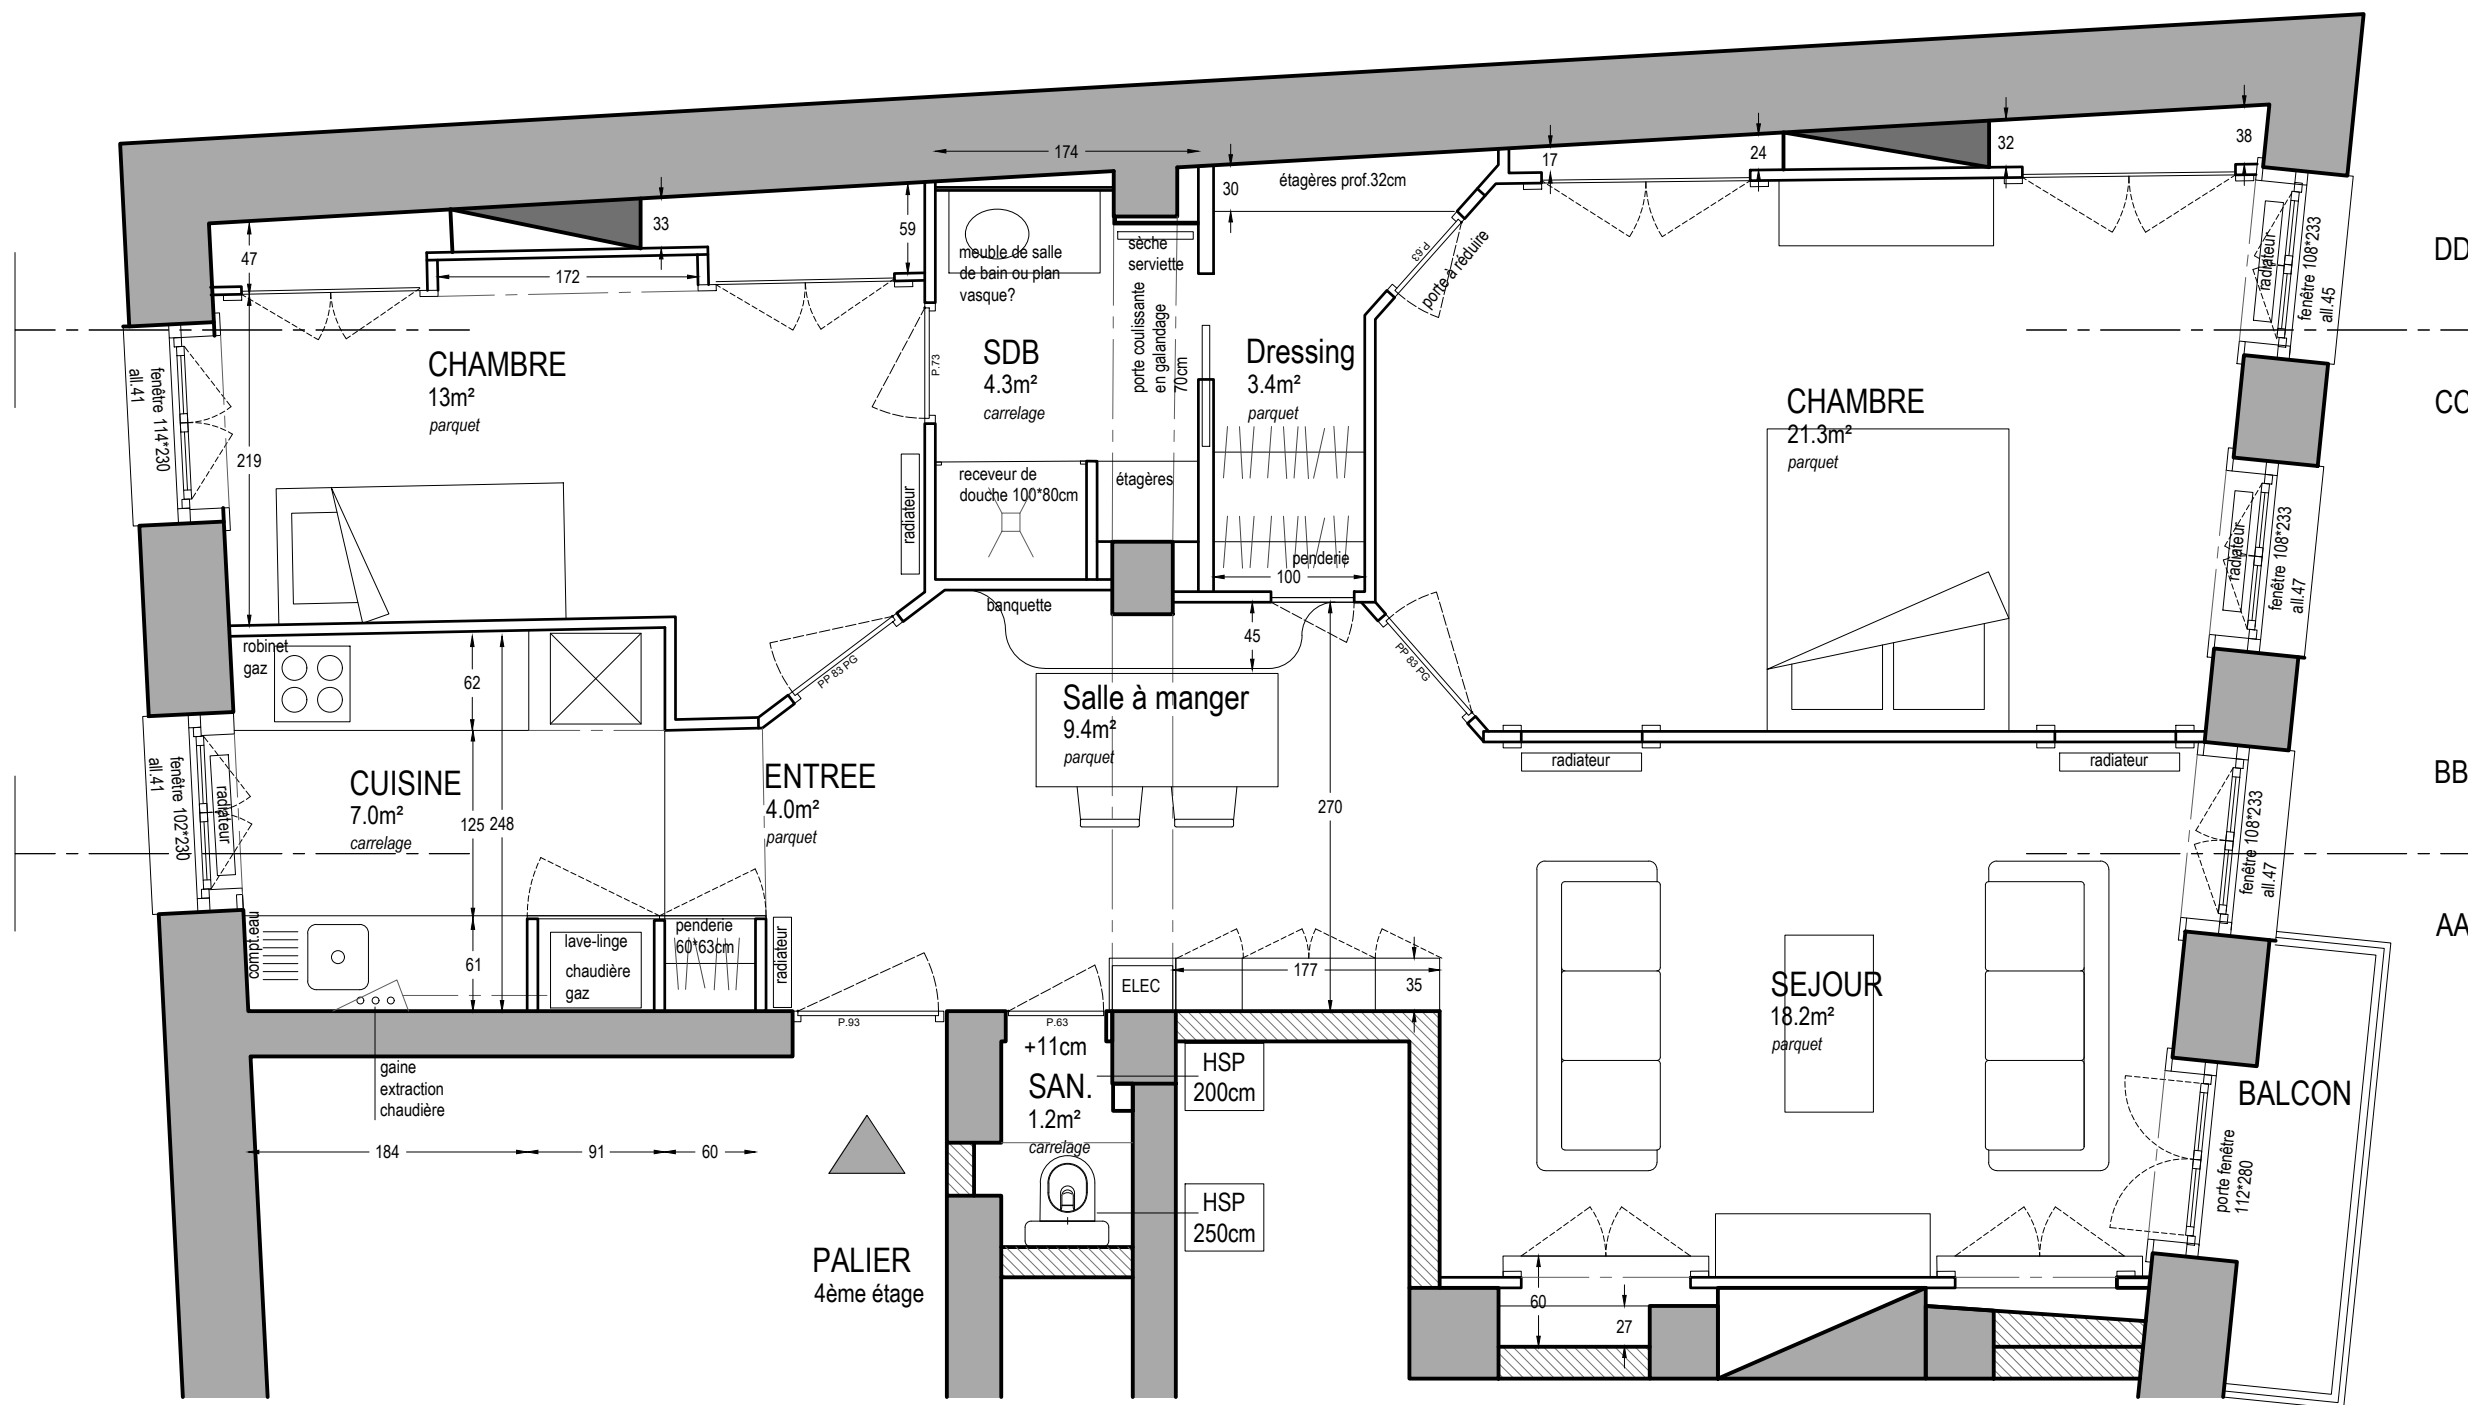 174
30
étagères prof.32cm
17
24
32
38
47
33
59
172
meuble de salle
de bain ou plan
vasque?
sèche
serviette
porte coulissante
en galandage
70cm
P.63
porte à réduire
radiateur
fenêtre 108*233
all.45
DD
CHAMBRE
13m²
parquet
fenêtre 114*230
all.41
219
P.73
SDB
4.3m²
carrelage
Dressing
3.4m²
parquet
CHAMBRE
21.3m²
parquet
radiateur
receveur de
douche 100*80cm
étagères
penderie
100
radiateur
fenêtre 108*233
all.47
banquette
45
robinet
gaz
62
PP 83 PG
PP 83 PG
Salle à manger
9.4m²
parquet
radiateur
radiateur
BB
CUISINE
7.0m²
carrelage
fenêtre 102*230
all.41
radiateur
125
248
ENTREE
4.0m²
parquet
270
fenêtre 108*233
all.47
compt.eau
61
lave-linge
chaudière
gaz
penderie
60*63cm
radiateur
ELEC
177
35
AA
SEJOUR
18.2m²
parquet
P.93
P.63
+11cm
SAN.
1.2m²
carrelage
HSP
200cm
HSP
250cm
gaine
extraction
chaudière
184
91
60
BALCON
porte fenêtre
112*280
PALIER
4ème étage
60
27